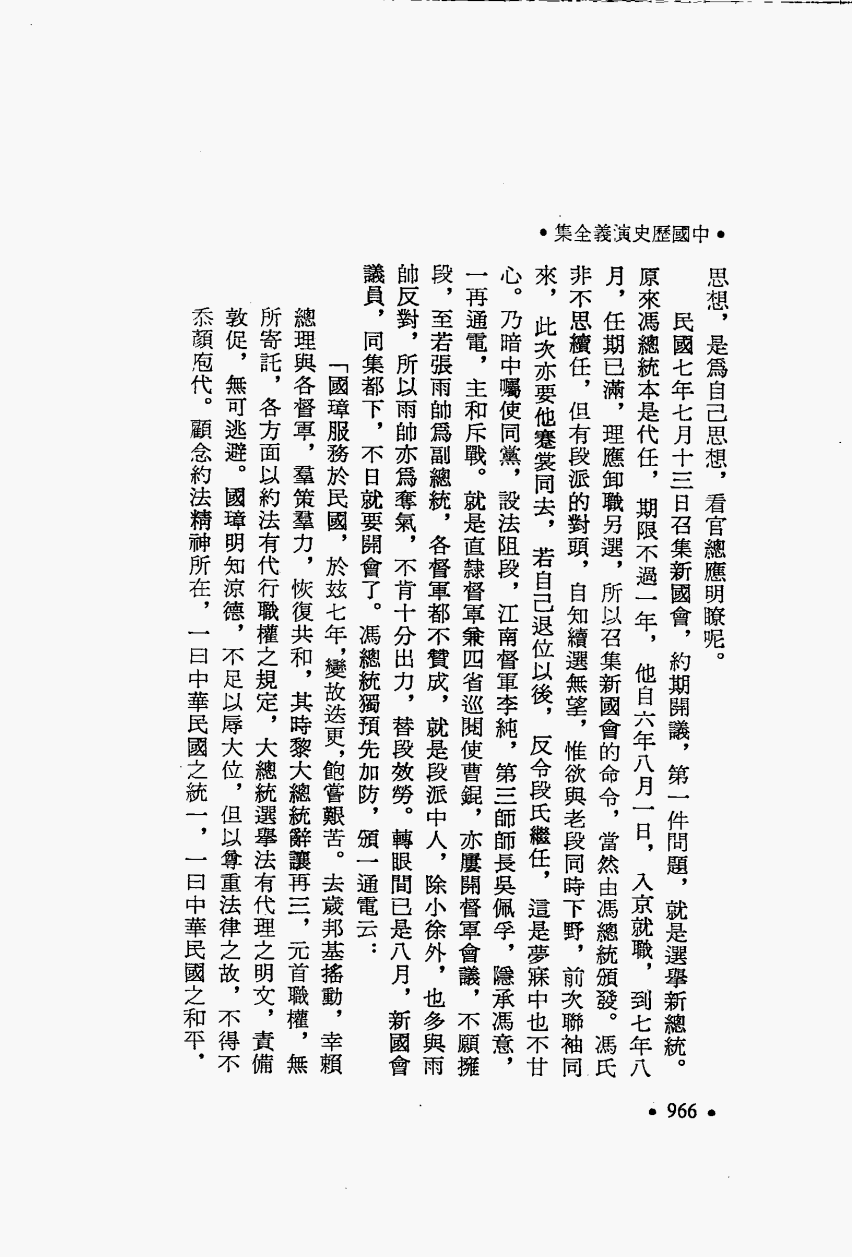 •中國歷史演義全集•
思想，是爲自己思想，看官總應明瞭呢。
民國七年七月十三日召集新國會，約期開議，第一件問題，就是選舉新總統。
原來馮總統本是代任，期限不過一年，他自六年八月一日，入京就職，到七年八
月，任期已滿，理應卸職另選，所以召集新國會的命令，當然由馮總統頒發。馮氏
非不思續任，但有段派的對頭，自知續選無望，惟欲與老段同時下野，前次聯袖同
來，此次亦要他蹇裳同去，若自己退位以後，反令段氏繼任，這是夢寐中也不甘
心。乃暗中囑使同黨，設法阻段，江南督軍李純，第三師師長吳佩孚，隱承馮意，
一再通電，主和斥戰。就是直隸督軍兼四省巡閱使曹錕，亦屢開督軍會議，不願擁
段，至若張雨帥爲副總統，各督軍都不贊成，就是段派中人，除小徐外，也多與雨
帥反對，所以雨帥亦爲奪氣，不肯十分出力，替段效勞。轉眼間已是八月，新國會
議員，同集都下，不日就要開會了。馮總統獨預先加防，頒一通電云：
「國璋服務於民國，於玆七年，變故迭更，飽嘗艱苦。去歲邦基搖動，幸賴
總理與各督軍，羣策羣力，恢復共和，其時黎大總統辭讓再三，元首職權，無
所寄託，各方面以約法有代行職權之規定，大總統選舉法有代理之明文，責備
敦促，無可逃避。國璋明知涼德，不足以辱大位，但以尊重法律之故，不得不
忝顏庖代。顧念約法精神所在，一曰中華民國之統一，一曰中華民國之和平，
•966•